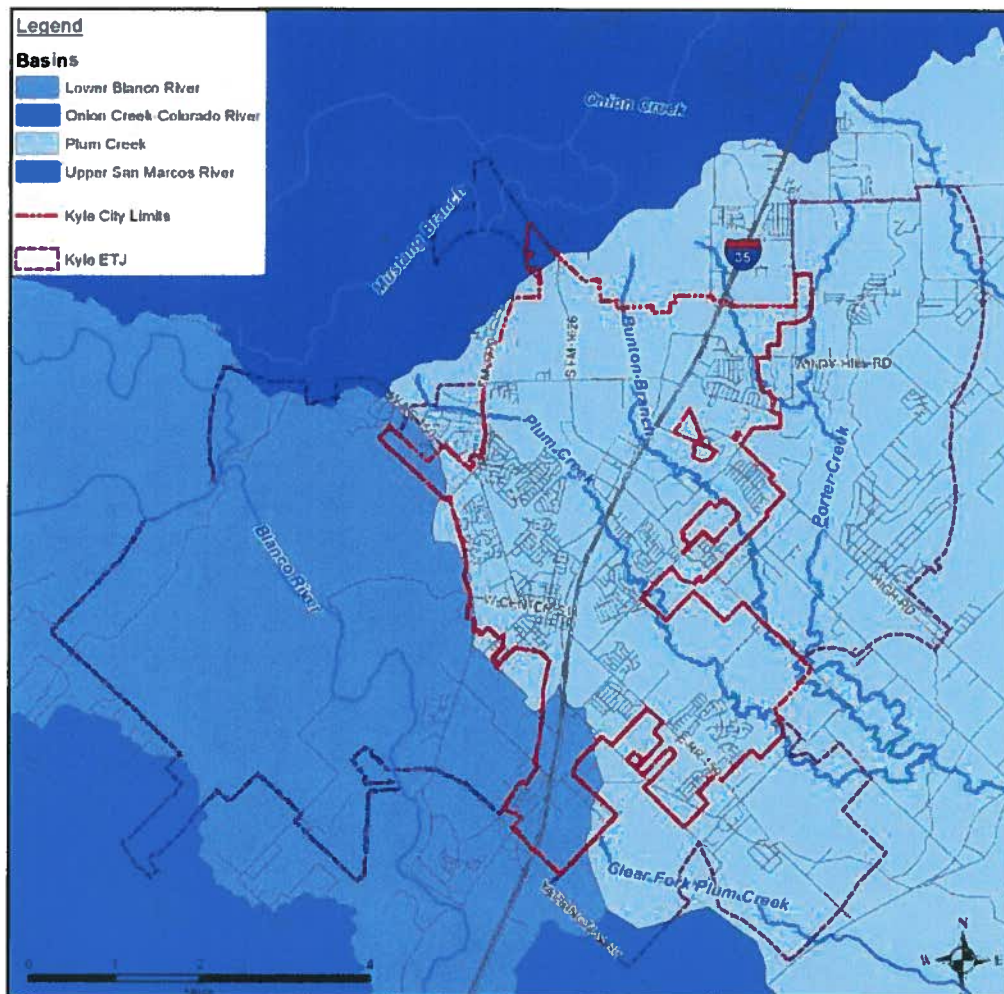 Legend
Basins
Lower Blanco River
Onion Creek-Colorado River
Plum Creek
Upper San Marcos River
Kyle City Limits
Kyle ETJ
Onion Creek
Mustang Branch
35
Bunton Branch
Plum Creek
Porter Creek
Blanco River
HIGH RD
Clear Fork Plum Creek
0
2
4
N
W
E